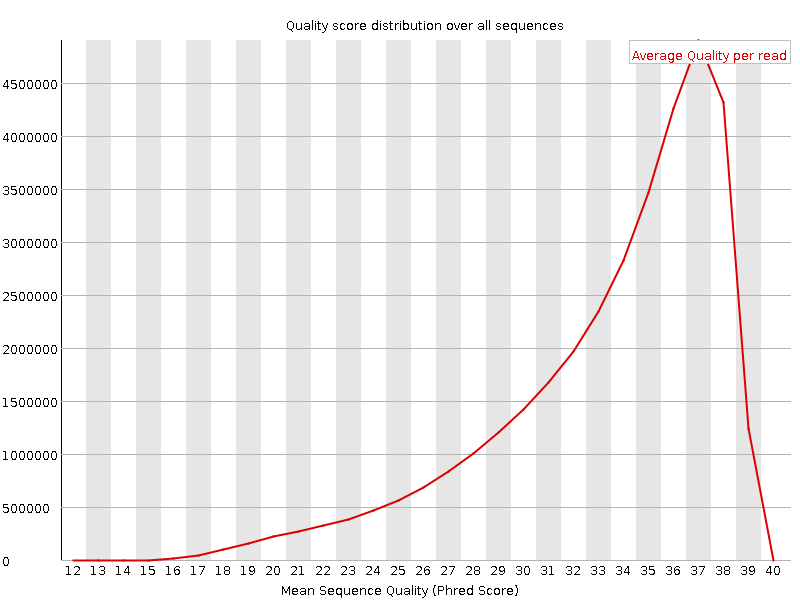 Quality score distribution over all sequences
Average Quality per read
4500000
4000000
3500000
3000000
2500000
2000000
1500000
1000000
500000
0
12 13 14 15 16 17 18 19 20 21 22 23 24 25 26 27 28 29 30 31 32 33 34 35 36 37 38 39 40
Mean Sequence Quality (Phred Score)